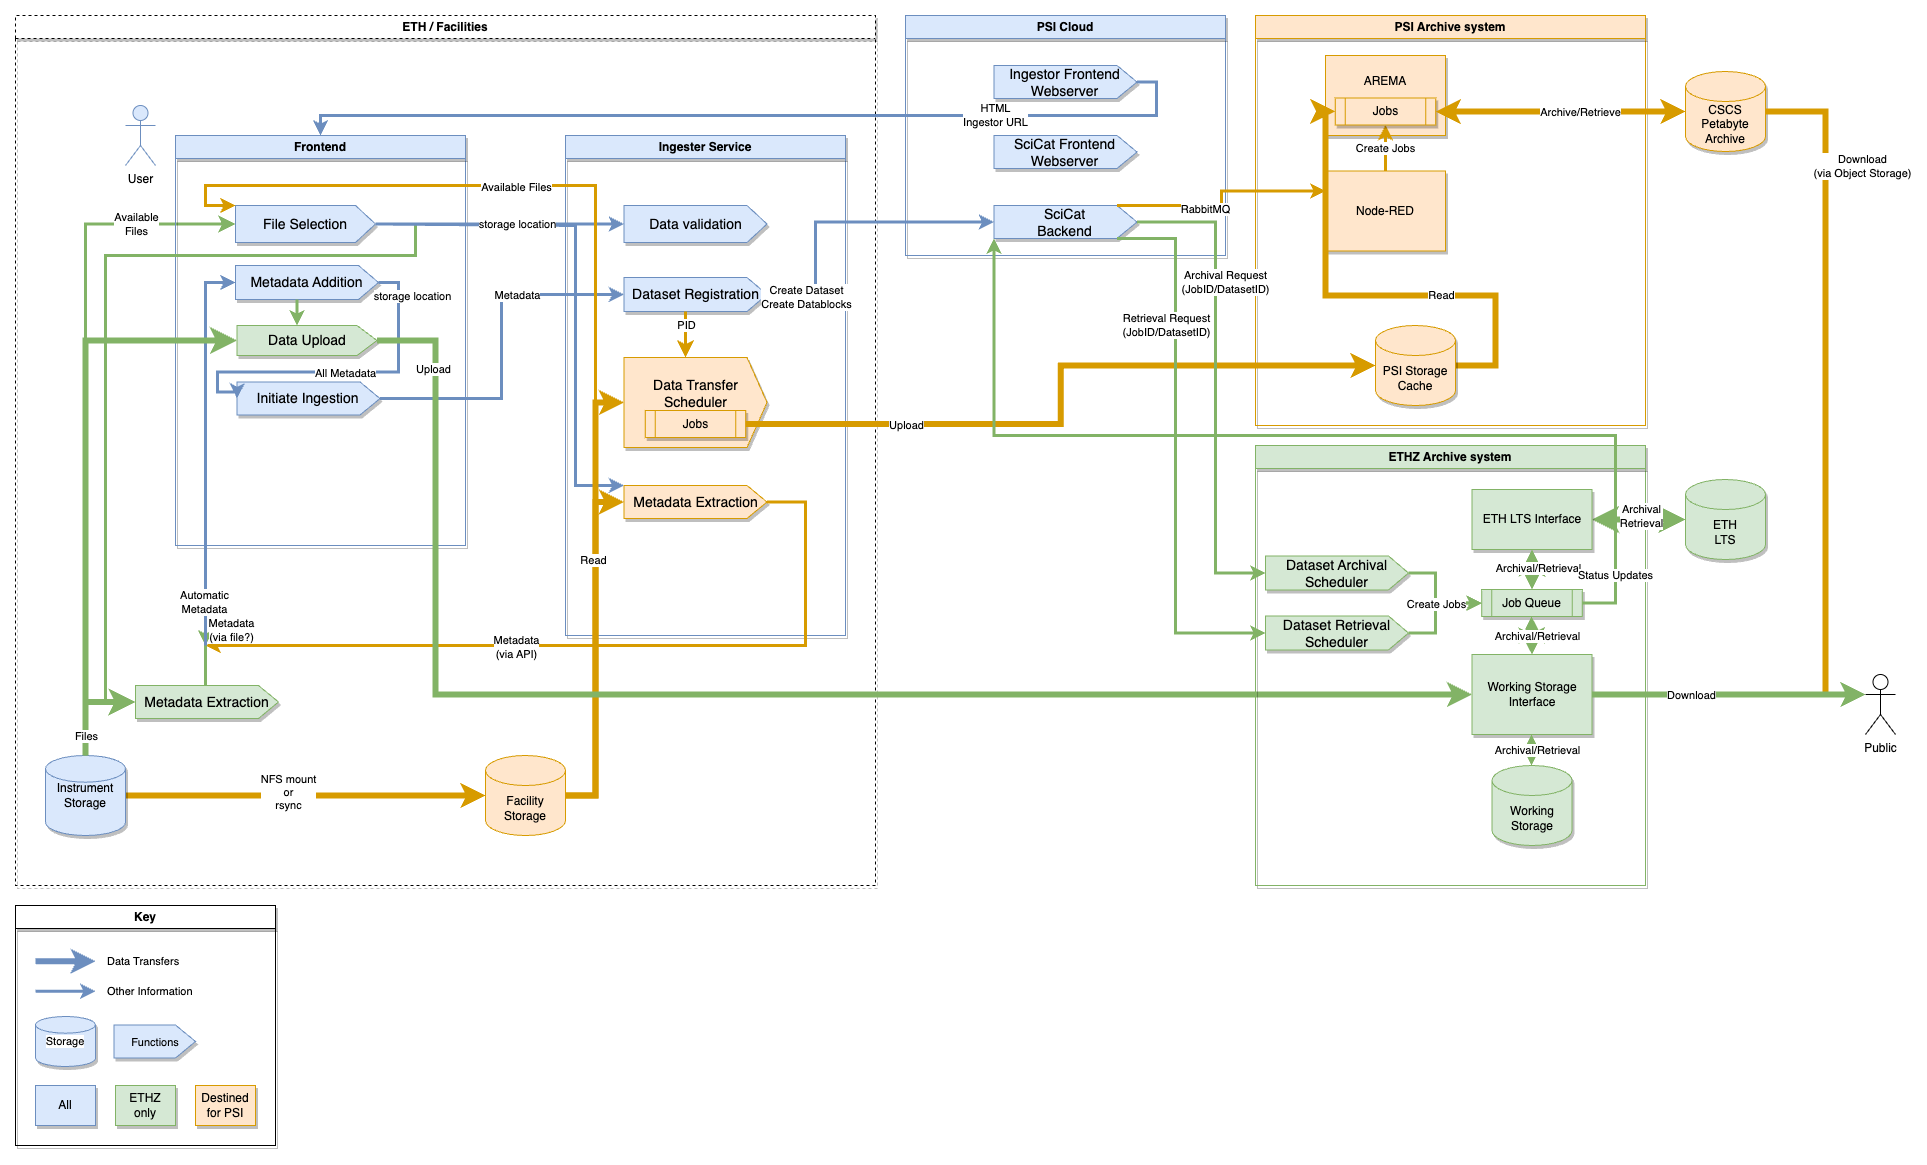 ETH / Facilities
PSI Cloud
PSI Archive system
Ingestor Frontend
Webserver
AREMA
Jobs
Archive/Retrieve
CSCS
Petabyte
Archive
HTML
Ingestor URL
User
Frontend
Ingester Service
SciCat Frontend
Webserver
Create Jobs
Download
(via Object Storage)
Available Files
Available
Files
File Selection
storage location
Data validation
SciCat
Backend
RabbitMQ
Node-RED
Metadata Addition
storage location
Metadata
Dataset Registration
Create Dataset
Create Datablocks
Archival Request
(JobID/DatasetID)
Read
PID
Retrieval Request
(JobID/DatasetID)
Data Upload
Upload
All Metadata
Initiate Ingestion
Data Transfer
Scheduler
Jobs
Upload
PSI Storage
Cache
ETHZ Archive system
Metadata Extraction
ETH LTS Interface
Archival
Retrieval
ETH
LTS
Read
Dataset Archival
Scheduler
Archival/Retrieval
Status Updates
Create Jobs
Job Queue
Automatic
Metadata
Metadata
(via file?)
Metadata
(via API)
Dataset Retrieval
Scheduler
Archival/Retrieval
Metadata Extraction
Working Storage
Interface
Download
Public
Files
Archival/Retrieval
Instrument
Storage
NFS mount
or
rsync
Facility
Storage
Working
Storage
Key
Data Transfers
Other Information
Storage
Functions
All
ETHZ
only
Destined
for PSI